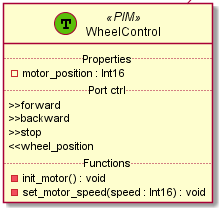 T
«PIM»
WheelControl
Properties
motor_position : Int16
Port ctrl
>>forward
>>backward
>>stop
<<wheel_position
Functions
init_motor() : void
set_motor_speed(speed : Int16) : void